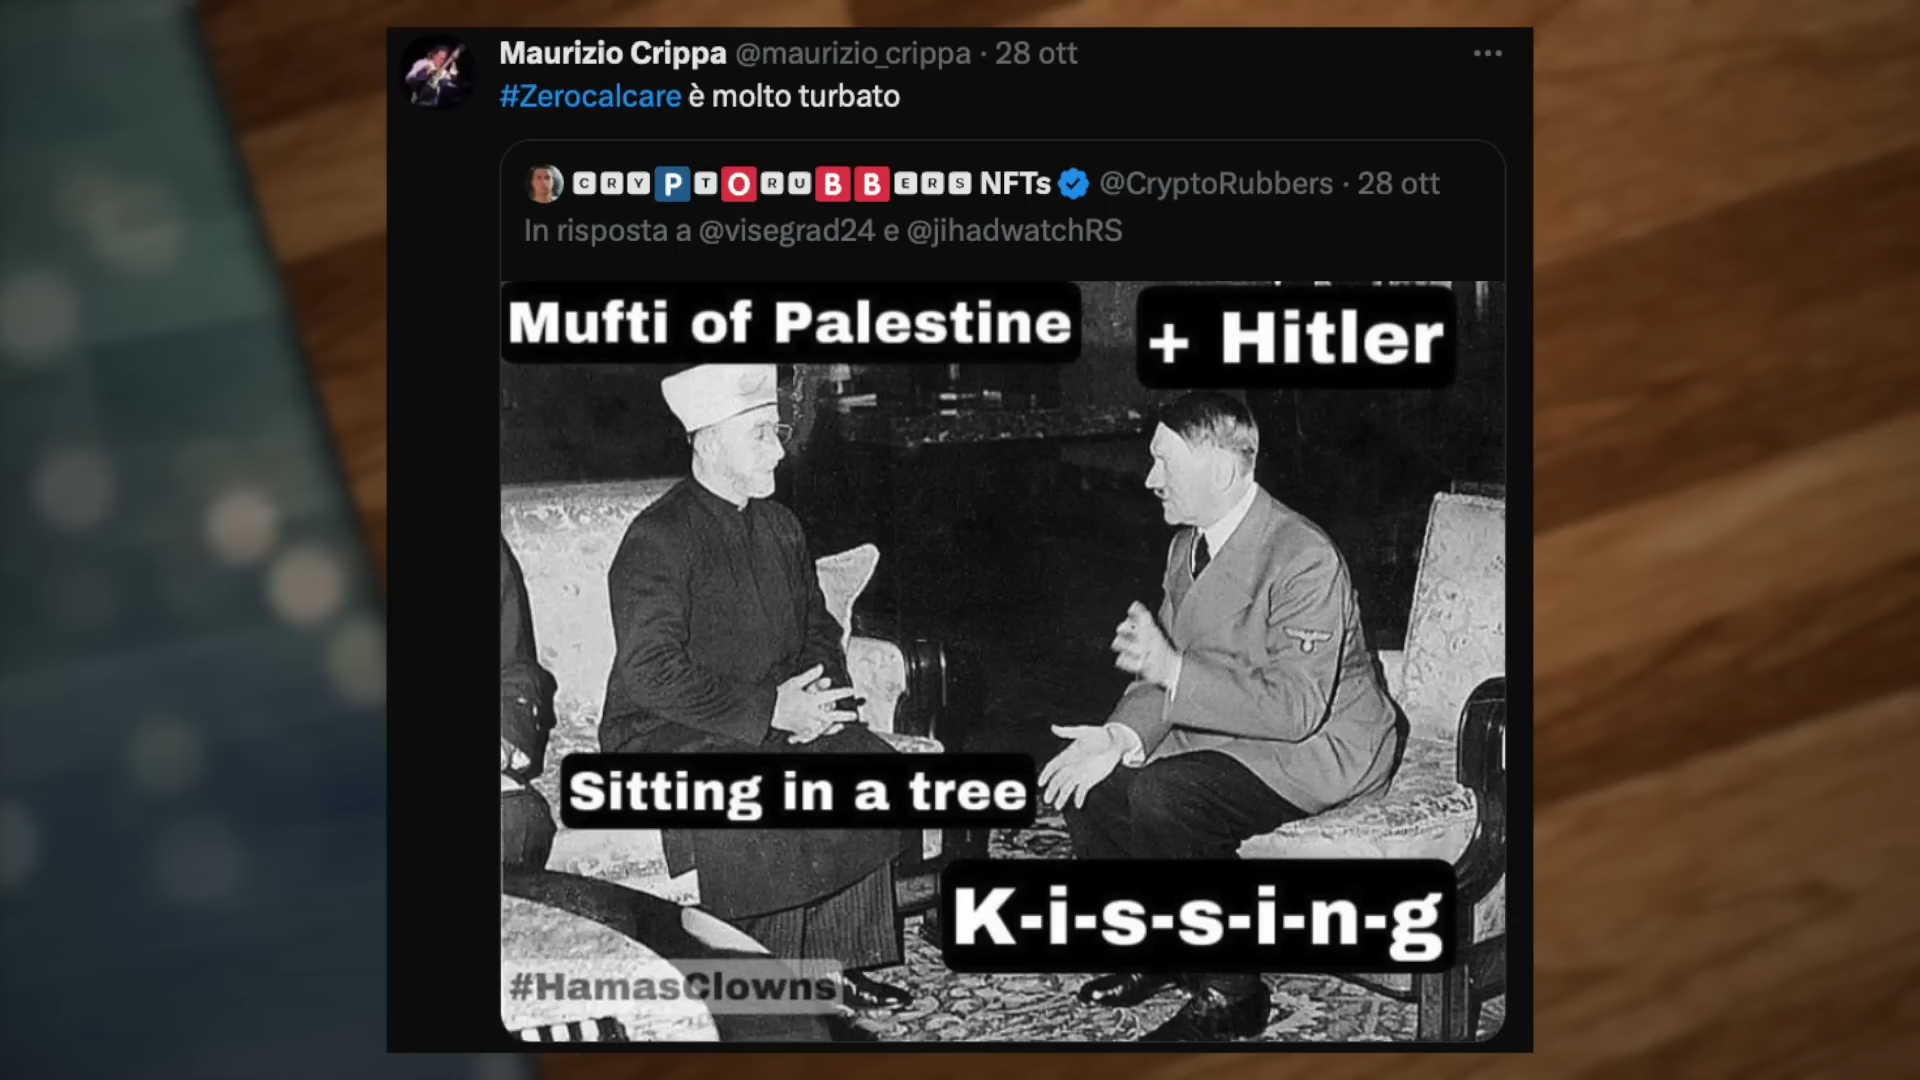 Maurizio Crippa @maurizio_crippa · 28 ott
#Zerocalcare è molto turbato
CRYPTORUBBERS NFTs @CryptoRubbers · 28 ott
In risposta a @visegrad24 e @jihadwatchRS
Mufti of Palestine
+ Hitler
Sitting in a tree
K-i-s-s-i-n-g
#HamasClowns